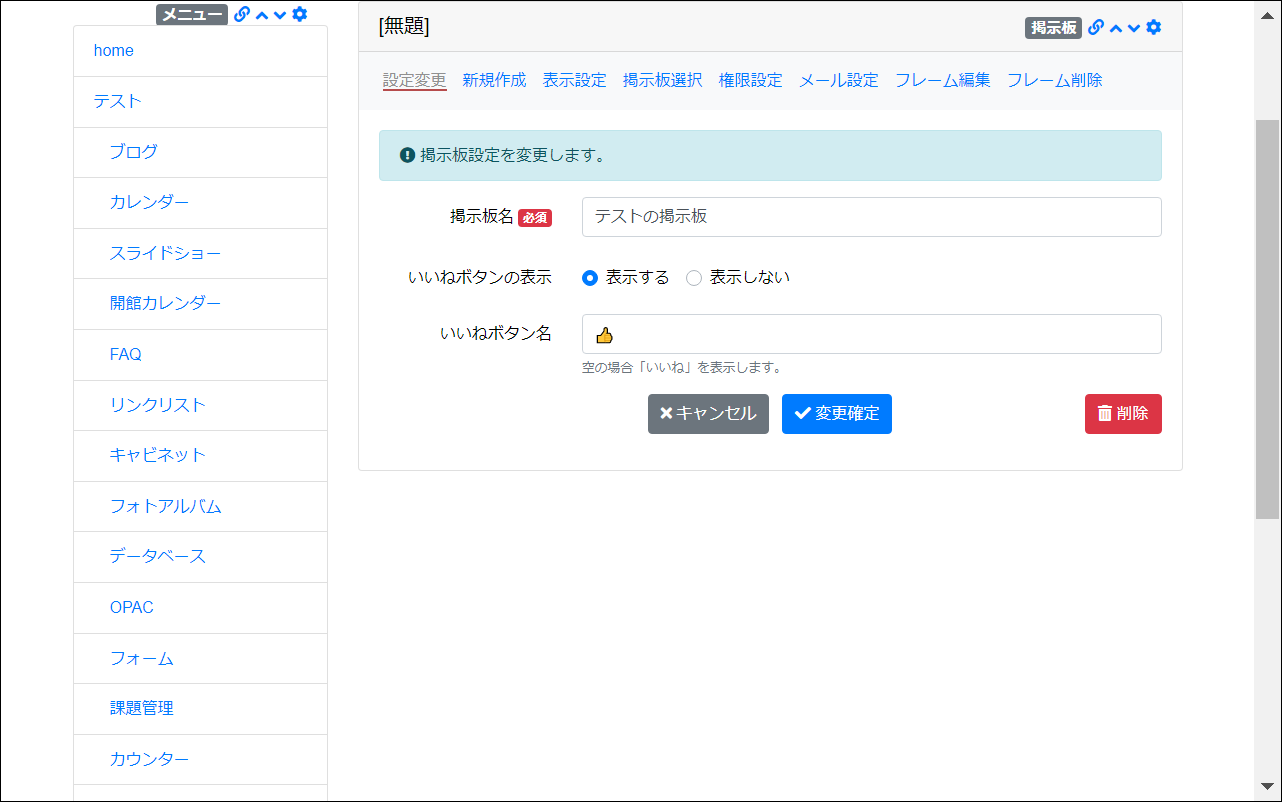 メニュー
home
テスト
ブログ
カレンダー
スライドショー
開館カレンダー
FAQ
リンクリスト
キャビネット
フォトアルバム
データベース
OPAC
フォーム
課題管理
カウンター
[無題]
掲示板
設定変更 新規作成 表示設定 掲示板選択 権限設定 メール設定 フレーム編集 フレーム削除
掲示板設定を変更します。
掲示板名 必須 テストの掲示板
いいねボタンの表示 表示する 表示しない
いいねボタン名 👍
空の場合「いいね」を表示します。
キャンセル 変更確定 削除